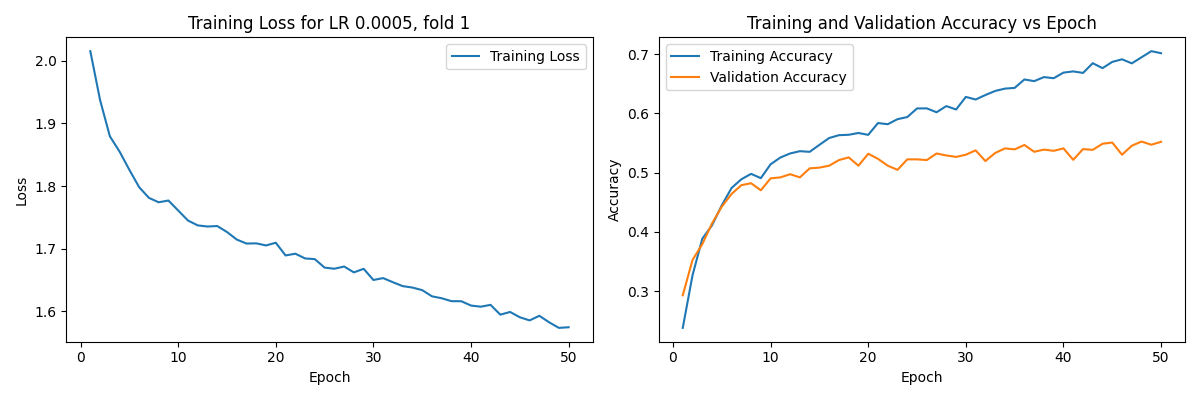 Training Loss for LR 0.0005, fold 1
Training Loss
2.0
1.9
1.8
1.7
1.6
Loss
0 10 20 30 40 50
Epoch
Training and Validation Accuracy vs Epoch
Training Accuracy
Validation Accuracy
0.7
0.6
0.5
0.4
0.3
Accuracy
0 10 20 30 40 50
Epoch